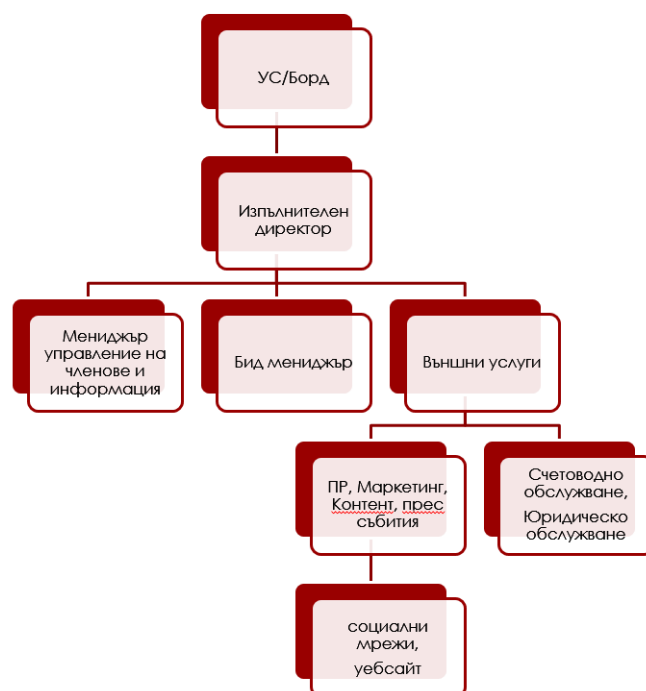 УС/Борд
Изпълнителен
директор
Мениджър
управление на
членове и
информация
Бид мениджър
Външни услуги
ПР, Маркетинг,
Контент, прес
събития
Счетоводно
обслужване,
Юридическо
обслужване
социални
мрежи,
уебсайт